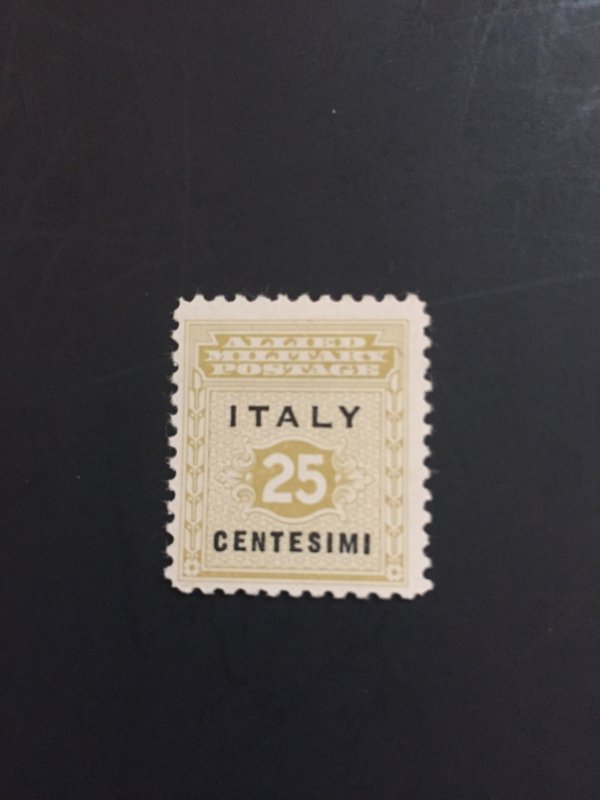 ALLIED
MILITARY
POSTAGE
ITALY
25
CENTESIMI